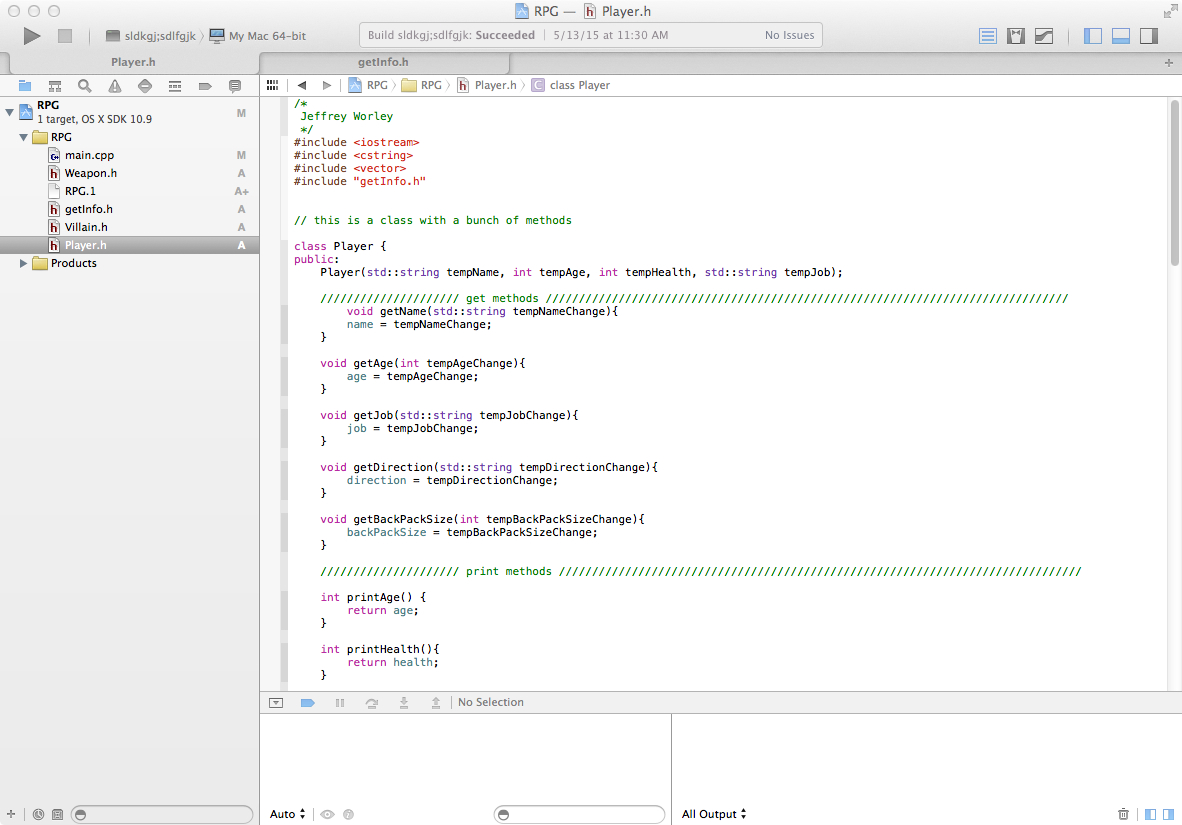 RPG — Player.h
sldkgj;sdlfgjk My Mac 64-bit
Build sldkgj;sdlfgjk: Succeeded 5/13/15 at 11:30 AM No Issues
Player.h getInfo.h
RPG RPG Player.h C class Player
RPG M
1 target, OS X SDK 10.9
RPG
main.cpp M
Weapon.h A
RPG.1 A+
getInfo.h A
Villain.h A
Player.h A
Products
/*
 Jeffrey Worley
 */
#include <iostream>
#include <cstring>
#include <vector>
#include "getInfo.h"
// this is a class with a bunch of methods
class Player {
public:
    Player(std::string tempName, int tempAge, int tempHealth, std::string tempJob);
    ///////////////////// get methods ///////////////////////////////////////////////////////////////////////////////
        void getName(std::string tempNameChange){
        name = tempNameChange;
    }
    void getAge(int tempAgeChange){
        age = tempAgeChange;
    }
    void getJob(std::string tempJobChange){
        job = tempJobChange;
    }
    void getDirection(std::string tempDirectionChange){
        direction = tempDirectionChange;
    }
    void getBackPackSize(int tempBackPackSizeChange){
        backPackSize = tempBackPackSizeChange;
    }
    ///////////////////// print methods ///////////////////////////////////////////////////////////////////////////////
    int printAge() {
        return age;
    }
    int printHealth(){
        return health;
    }
No Selection
Auto All Output